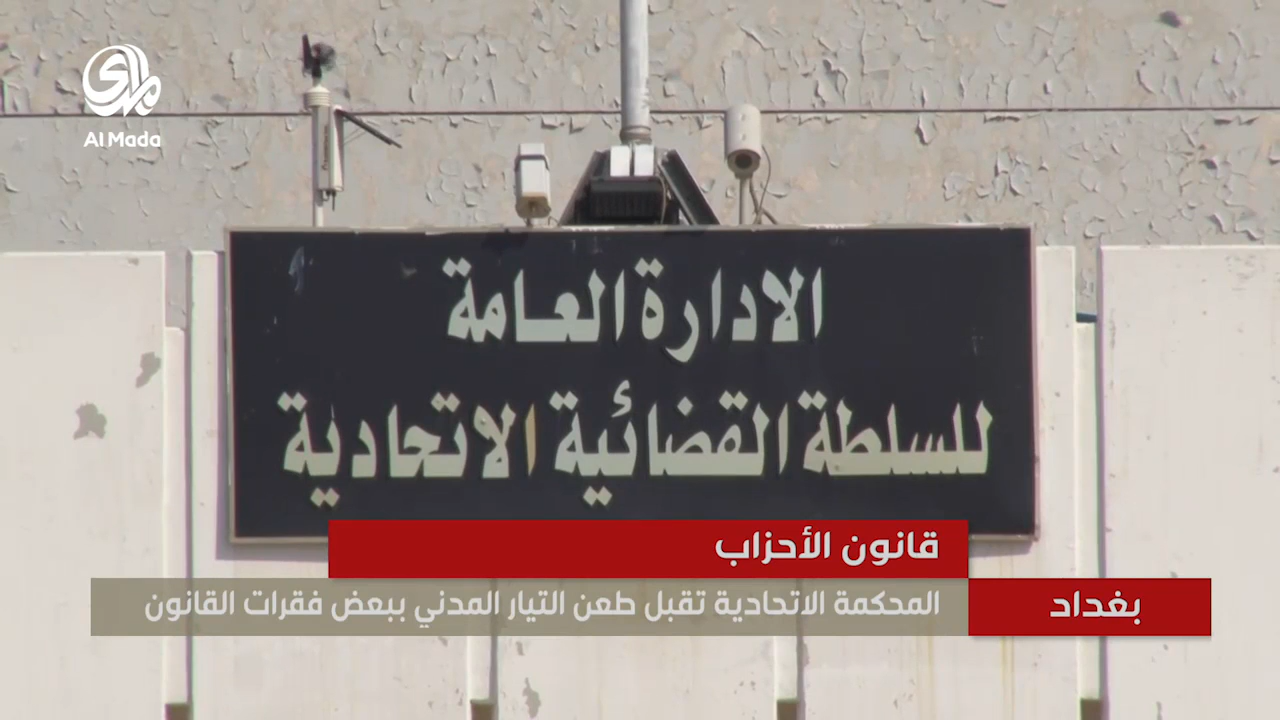 مدى
Al Mada
الادارة العامة
للسلطة القضائية الاتحادية
قانون الأحزاب
بغداد
المحكمة الاتحادية تقبل طعن التيار المدني ببعض فقرات القانون